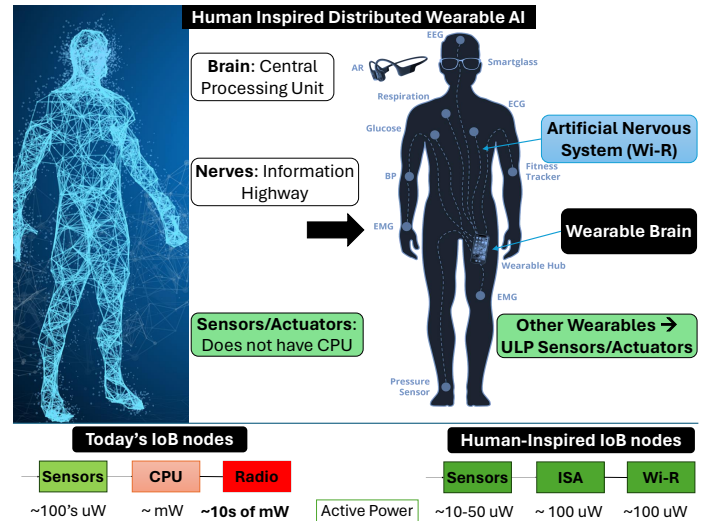 Human Inspired Distributed Wearable AI
Brain: Central
Processing Unit
Nerves: Information
Highway
Sensors/Actuators:
Does not have CPU
EEG
AR
Smartglass
Respiration
ECG
Glucose
Artificial Nervous
System (Wi-R)
BP
Fitness
Tracker
EMG
Wearable Brain
Wearable Hub
EMG
Other Wearables →
ULP Sensors/Actuators
Pressure
Sensor
Today's IoB nodes
Sensors
CPU
Radio
~100's uW
~ mW
~10s of mW
Active Power
Human-Inspired IoB nodes
Sensors
ISA
Wi-R
~10-50 uW
~ 100 uW
~100 uW